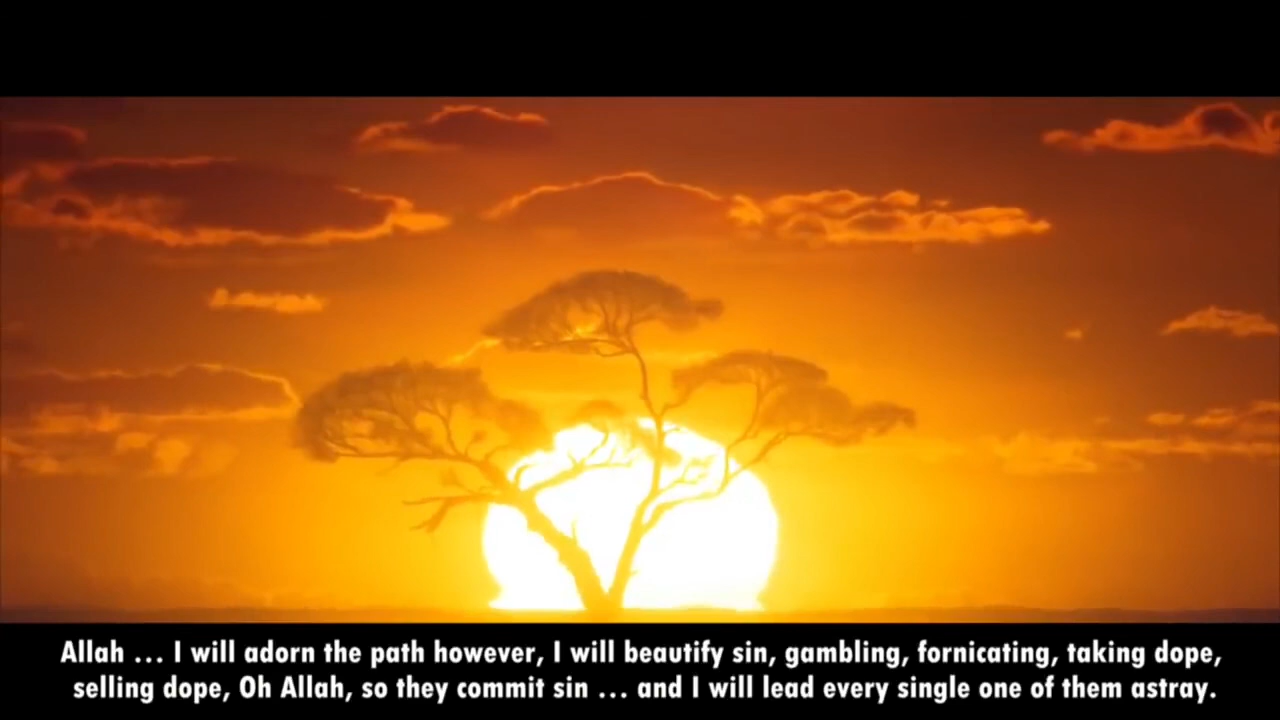 Allah ... I will adorn the path however, I will beautify sin, gambling, fornicating, taking dope,
selling dope, Oh Allah, so they commit sin ... and I will lead every single one of them astray.